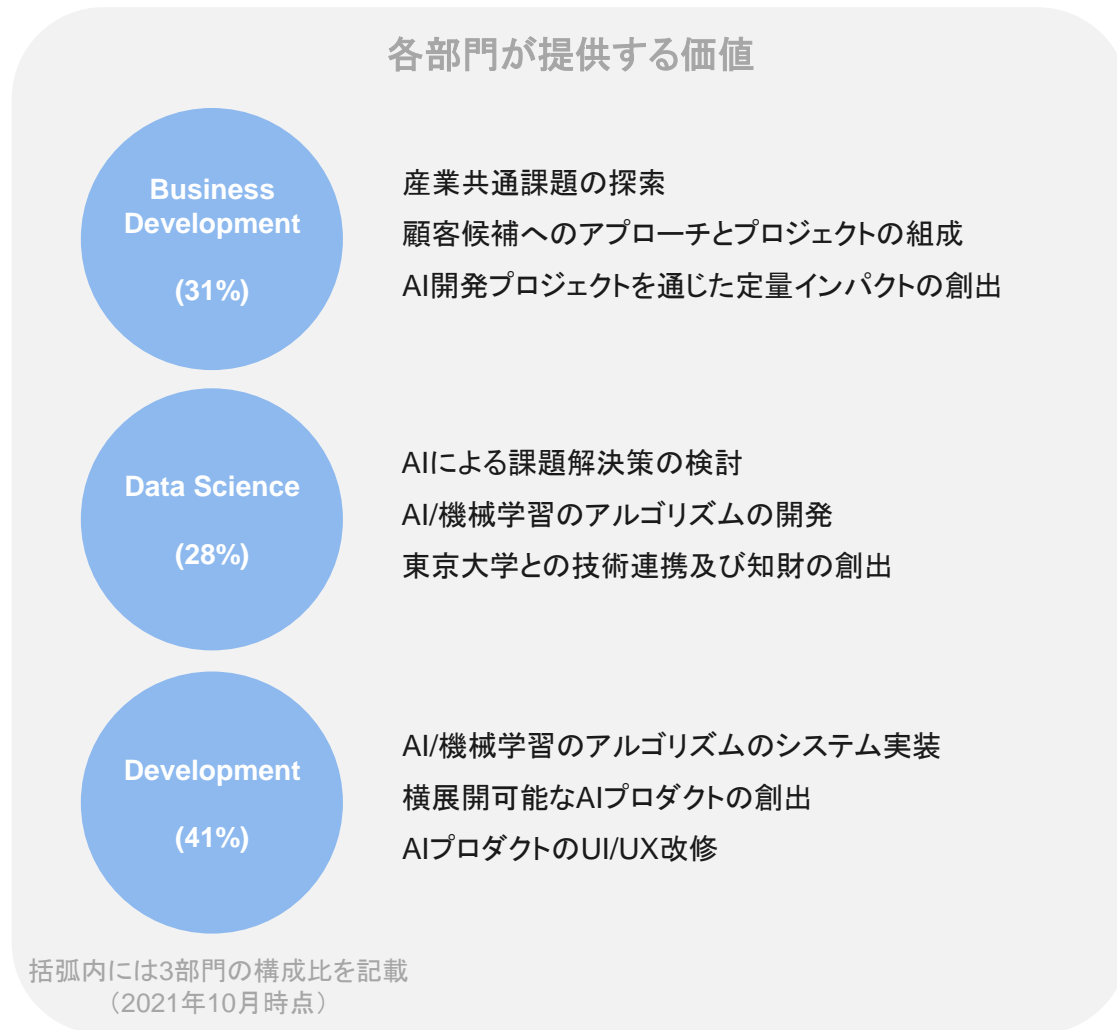 各部門が提供する価値
Business
Development
(31%)
産業共通課題の探索
顧客候補へのアプローチとプロジェクトの組成
AI開発プロジェクトを通じた定量インパクトの創出
Data Science
(28%)
AIによる課題解決策の検討
AI/機械学習のアルゴリズムの開発
東京大学との技術連携及び知財の創出
Development
(41%)
AI/機械学習のアルゴリズムのシステム実装
横展開可能なAIプロダクトの創出
AIプロダクトのUI/UX改修
括弧内には3部門の構成比を記載
（2021年10月時点）